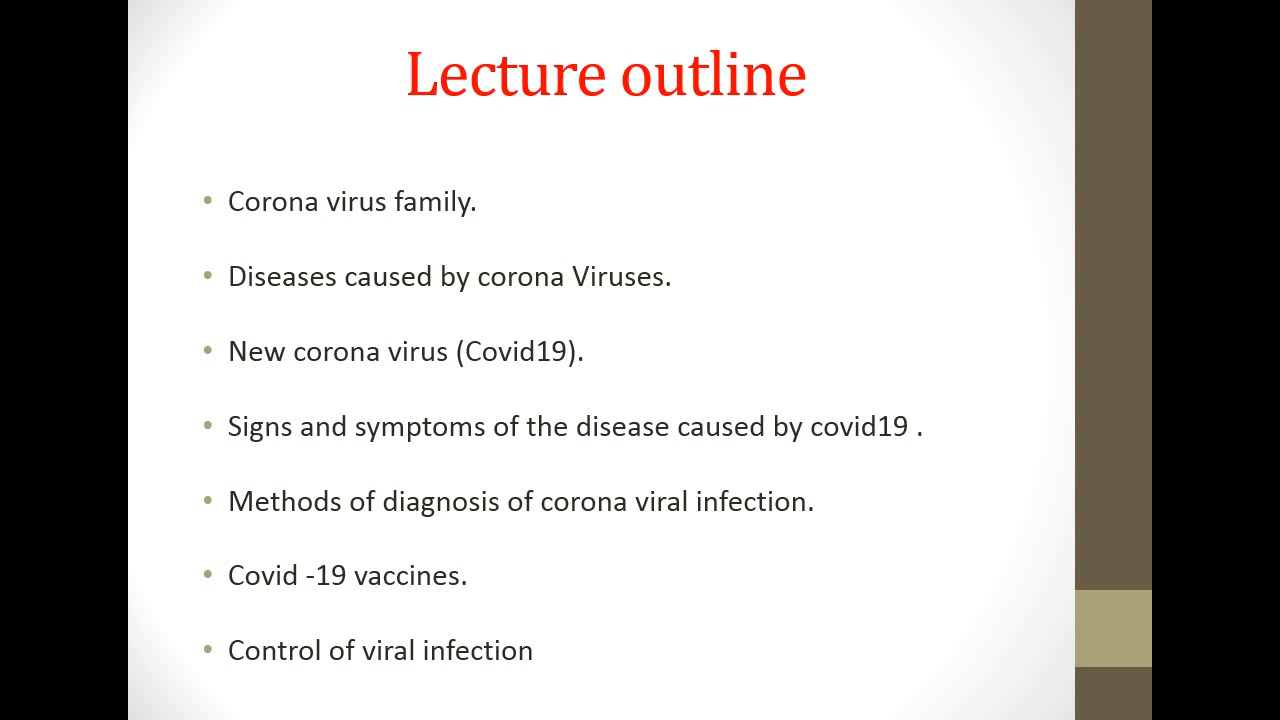 Lecture outline
• Corona virus family.
• Diseases caused by corona Viruses.
• New corona virus (Covid19).
• Signs and symptoms of the disease caused by covid19 .
• Methods of diagnosis of corona viral infection.
• Covid -19 vaccines.
• Control of viral infection